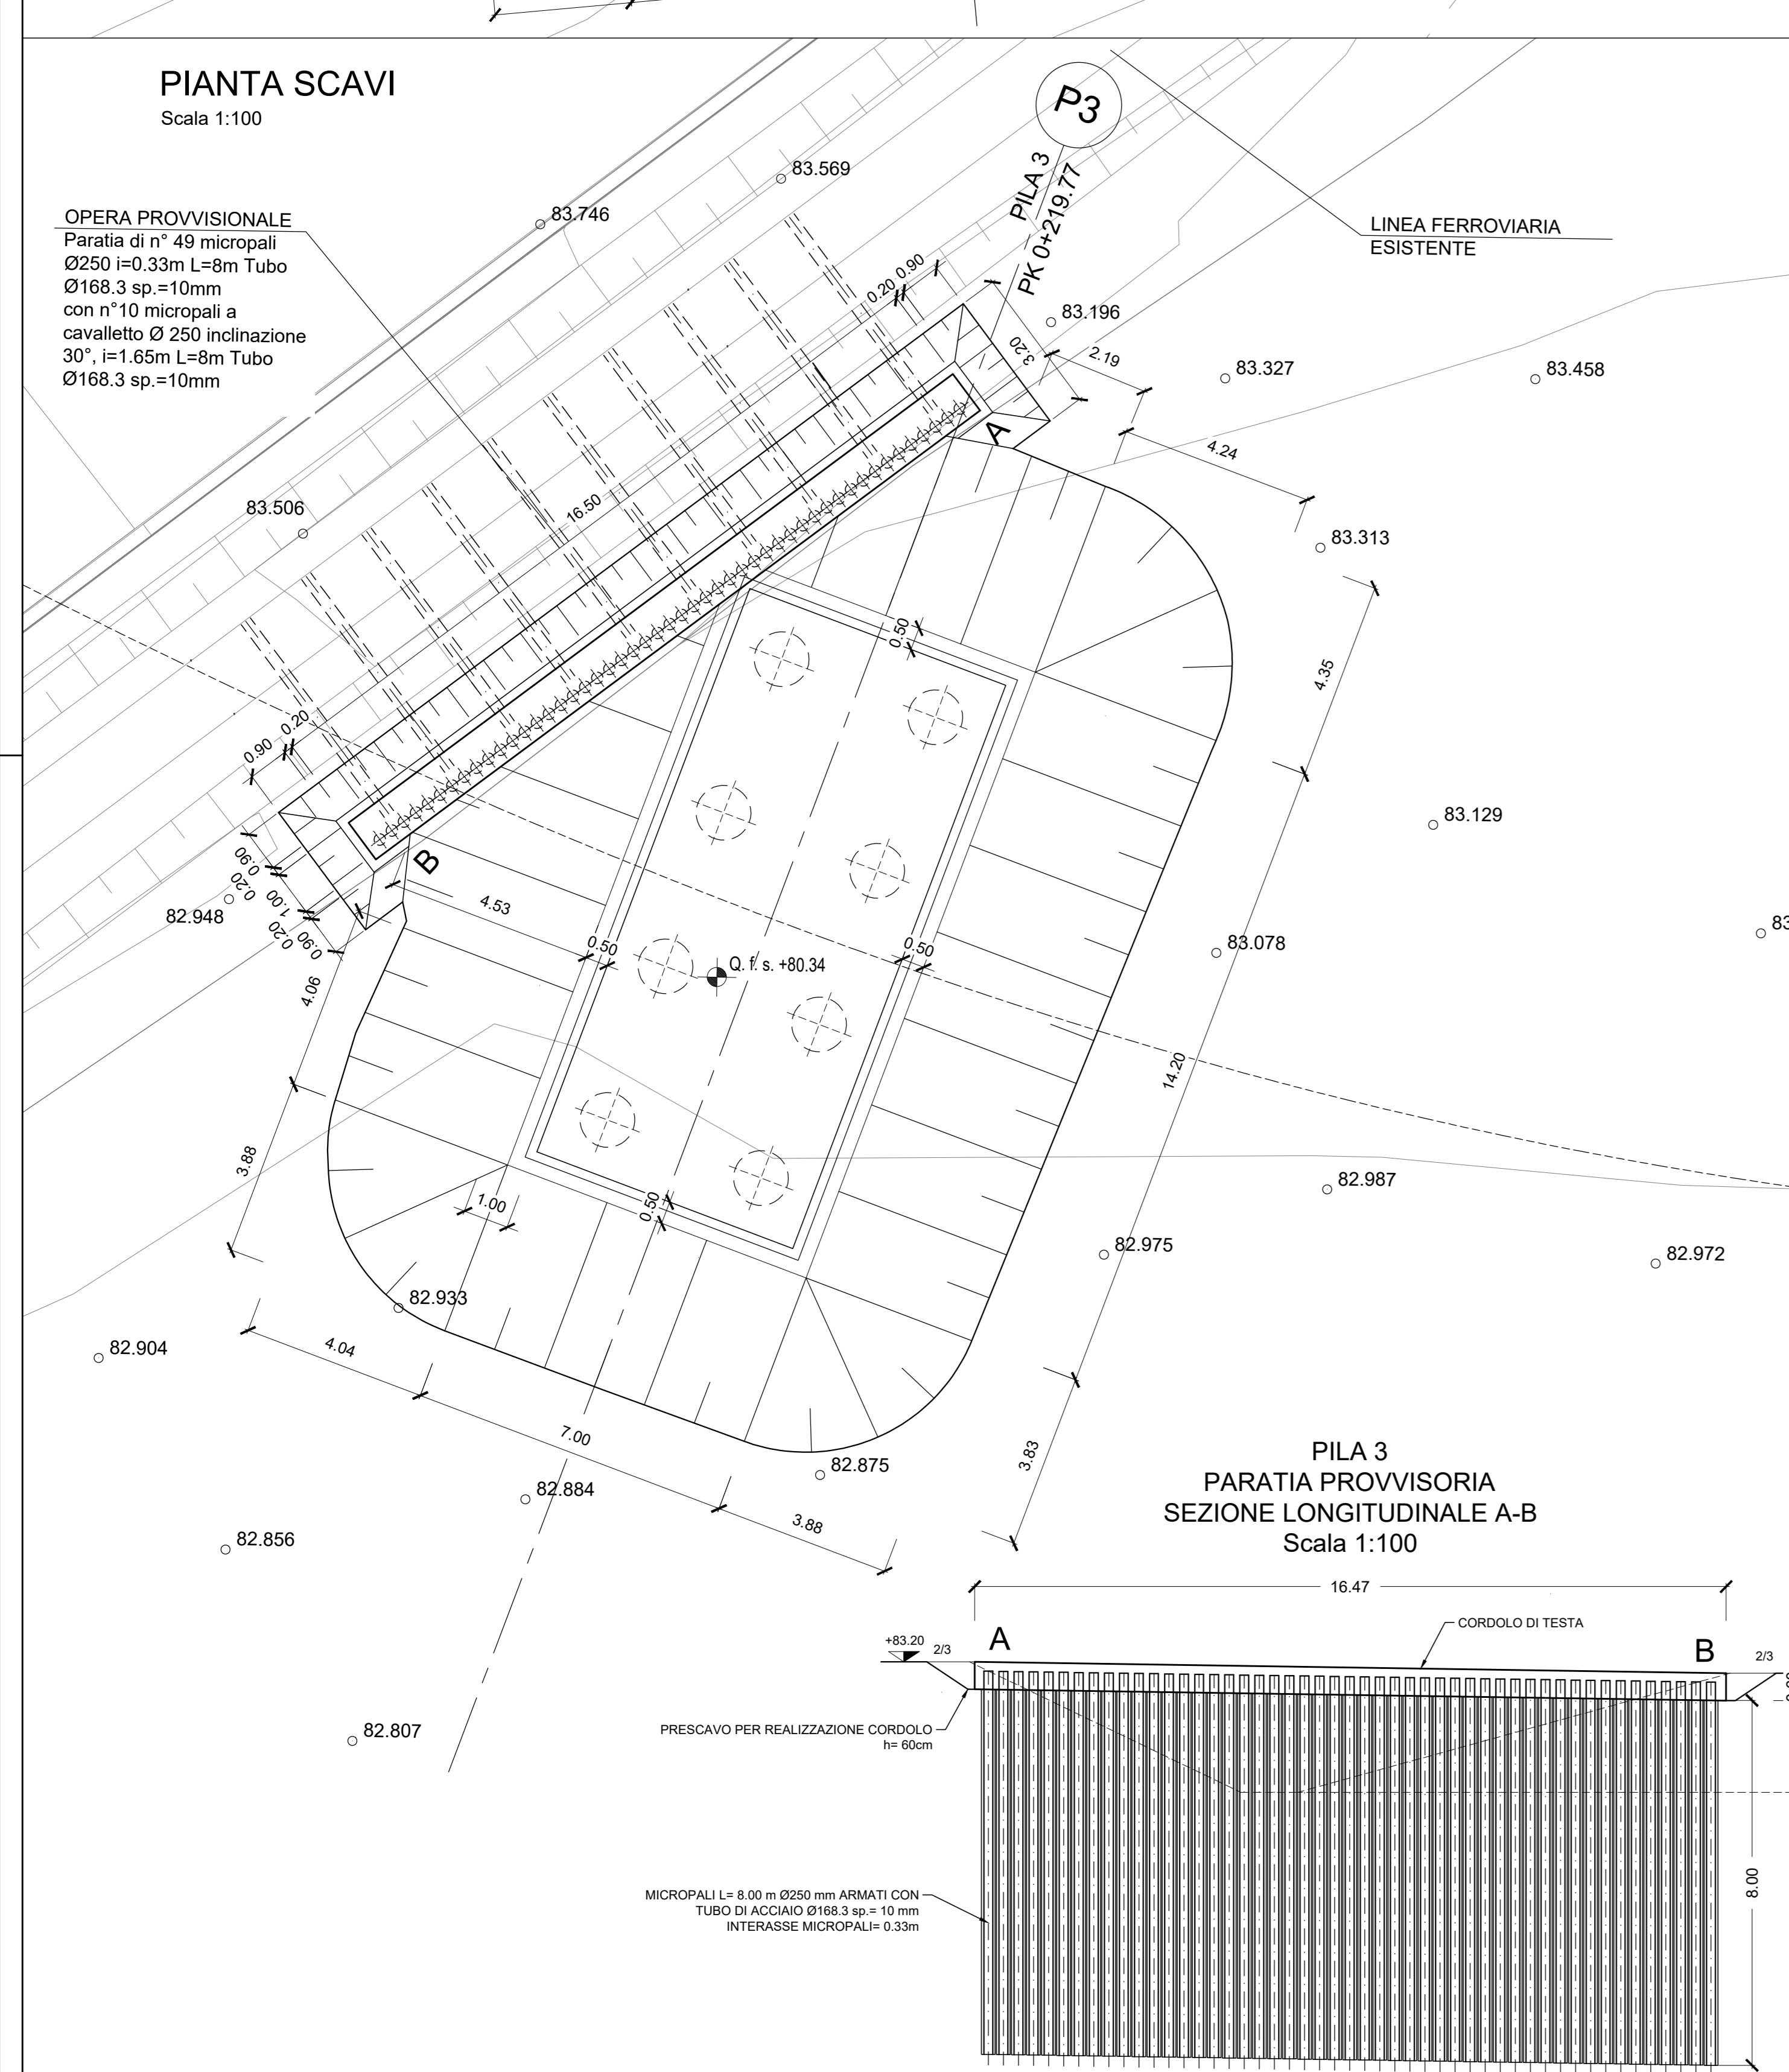 PIANTA SCAVI
Scala 1:100
P3
PILA 3
PK 0+219.77
83.569
83.746
OPERA PROVVISIONALE
Paratia di n° 49 micropali
Ø250 i=0.33m L=8m Tubo
Ø168.3 sp.=10mm
con n°10 micropali a
cavalletto Ø 250 inclinazione
30°, i=1.65m L=8m Tubo
Ø168.3 sp.=10mm
LINEA FERROVIARIA
ESISTENTE
0.20
0.90
83.196
3.20
2.19
83.327
83.458
A
4.24
16.50
83.506
83.313
0.50
4.35
0.20
0.90
83.129
B
0.90
0.20
1.00
0.20
0.90
82.948
4.53
0.50
0.50
Q. f. s. +80.34
83.078
83
4.06
14.20
3.88
82.987
1.00
0.50
82.975
82.972
82.933
82.904
4.04
7.00
3.83
82.875
82.884
3.88
82.856
PILA 3
PARATIA PROVVISORIA
SEZIONE LONGITUDINALE A-B
Scala 1:100
16.47
CORDOLO DI TESTA
+83.20
2/3
A
B
2/3
82.807
PRESCAVO PER REALIZZAZIONE CORDOLO
h= 60cm
MICROPALI L= 8.00 m Ø250 mm ARMATI CON
TUBO DI ACCIAIO Ø168.3 sp.= 10 mm
INTERASSE MICROPALI= 0.33m
8.00